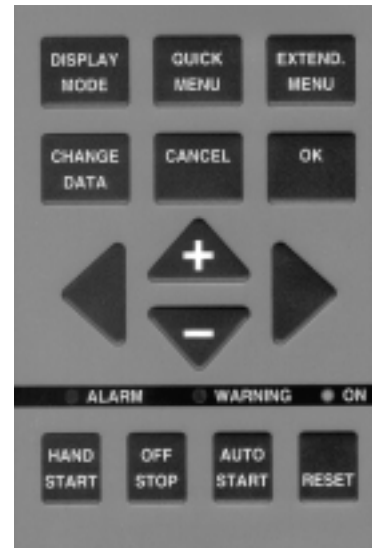 DISPLAY MODE
QUICK MENU
EXTEND. MENU
CHANGE DATA
CANCEL
OK
+
-
ALARM
WARNING
ON
HAND START
OFF STOP
AUTO START
RESET